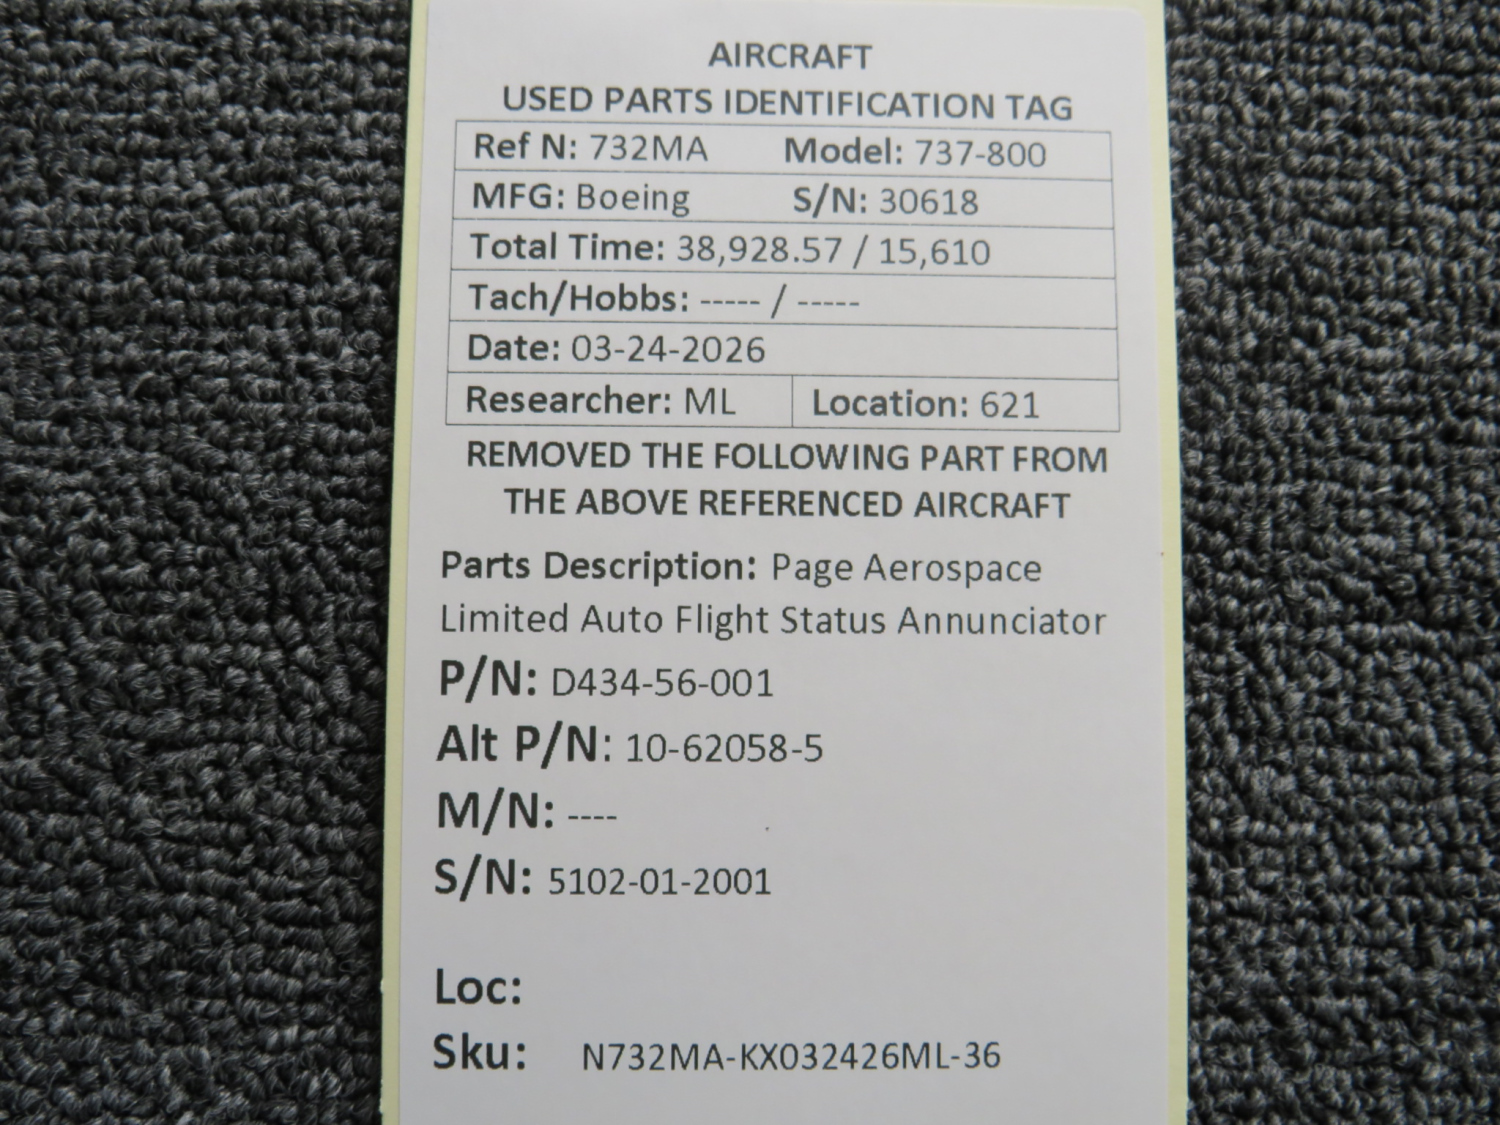 AIRCRAFT
USED PARTS IDENTIFICATION TAG
Ref N: 732MA Model: 737-800
MFG: Boeing S/N: 30618
Total Time: 38,928.57 / 15,610
Tach/Hobbs: ----- / -----
Date: 03-24-2026
Researcher: ML Location: 621
REMOVED THE FOLLOWING PART FROM
THE ABOVE REFERENCED AIRCRAFT
Parts Description: Page Aerospace
Limited Auto Flight Status Annunciator
P/N: D434-56-001
Alt P/N: 10-62058-5
M/N: ----
S/N: 5102-01-2001
Loc:
Sku: N732MA-KX032426ML-36